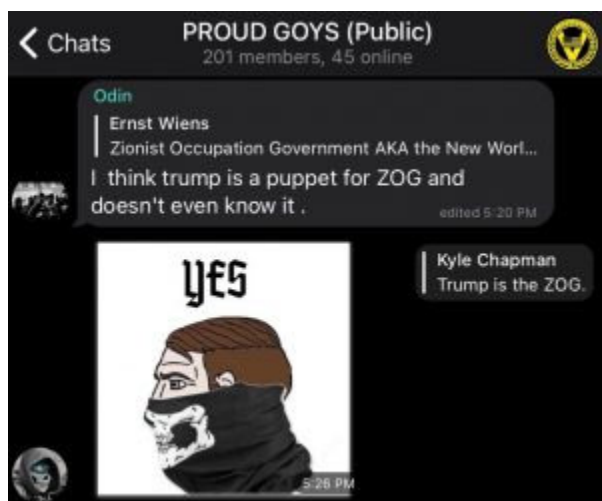 Chats
PROUD GOYS (Public)
201 members, 45 online
Odin
Ernst Wiens
Zionist Occupation Government AKA the New Worl...
I think trump is a puppet for ZOG and
doesn't even know it .
edited 5:20 PM
YES
Kyle Chapman
Trump is the ZOG.
5:26 PM